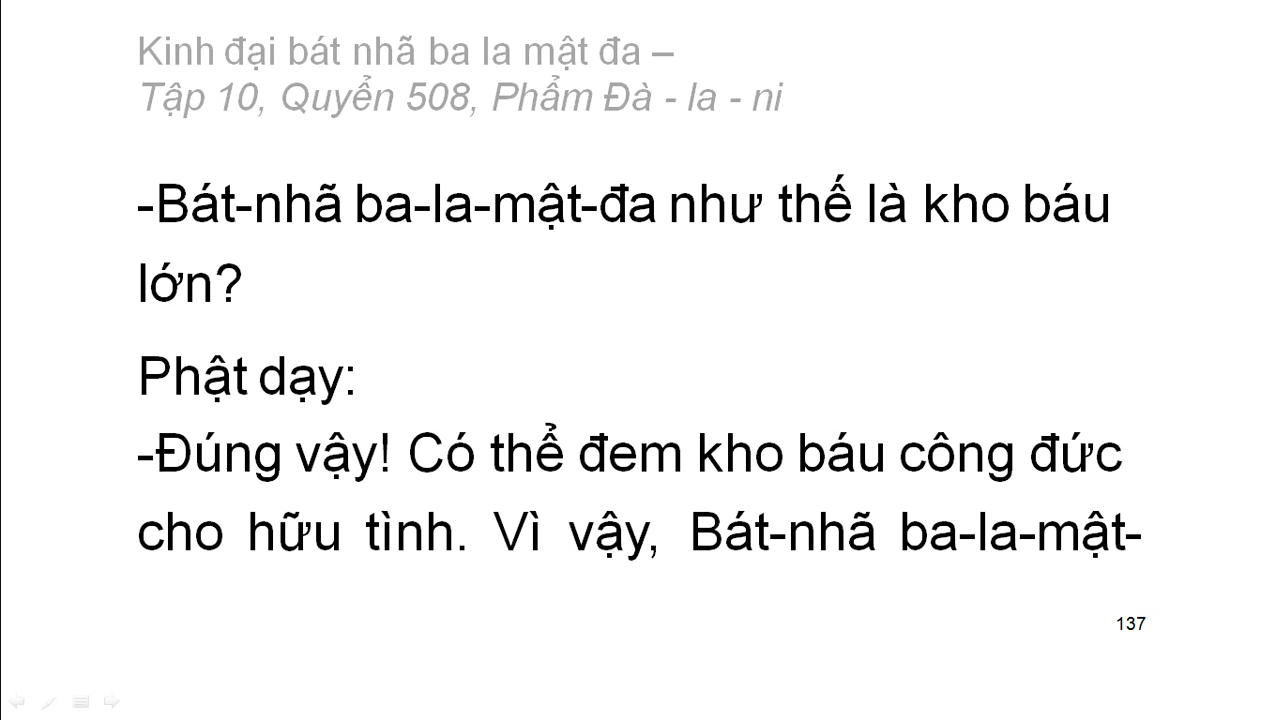 Kinh đại bát nhã ba la mật đa –
Tập 10, Quyển 508, Phẩm Đà - la - ni
-Bát-nhã ba-la-mật-đa như thế là kho báu
lớn?
Phật dạy:
-Đúng vậy! Có thể đem kho báu công đức
cho hữu tình. Vì vậy, Bát-nhã ba-la-mật-
137